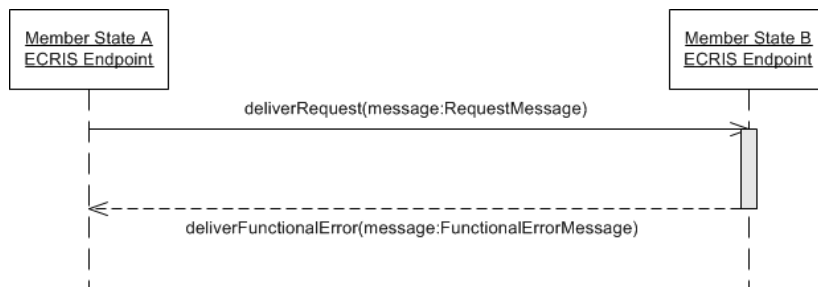 Member State A
ECRIS Endpoint
Member State B
ECRIS Endpoint
deliverRequest(message:RequestMessage)
deliverFunctionalError(message:FunctionalErrorMessage)